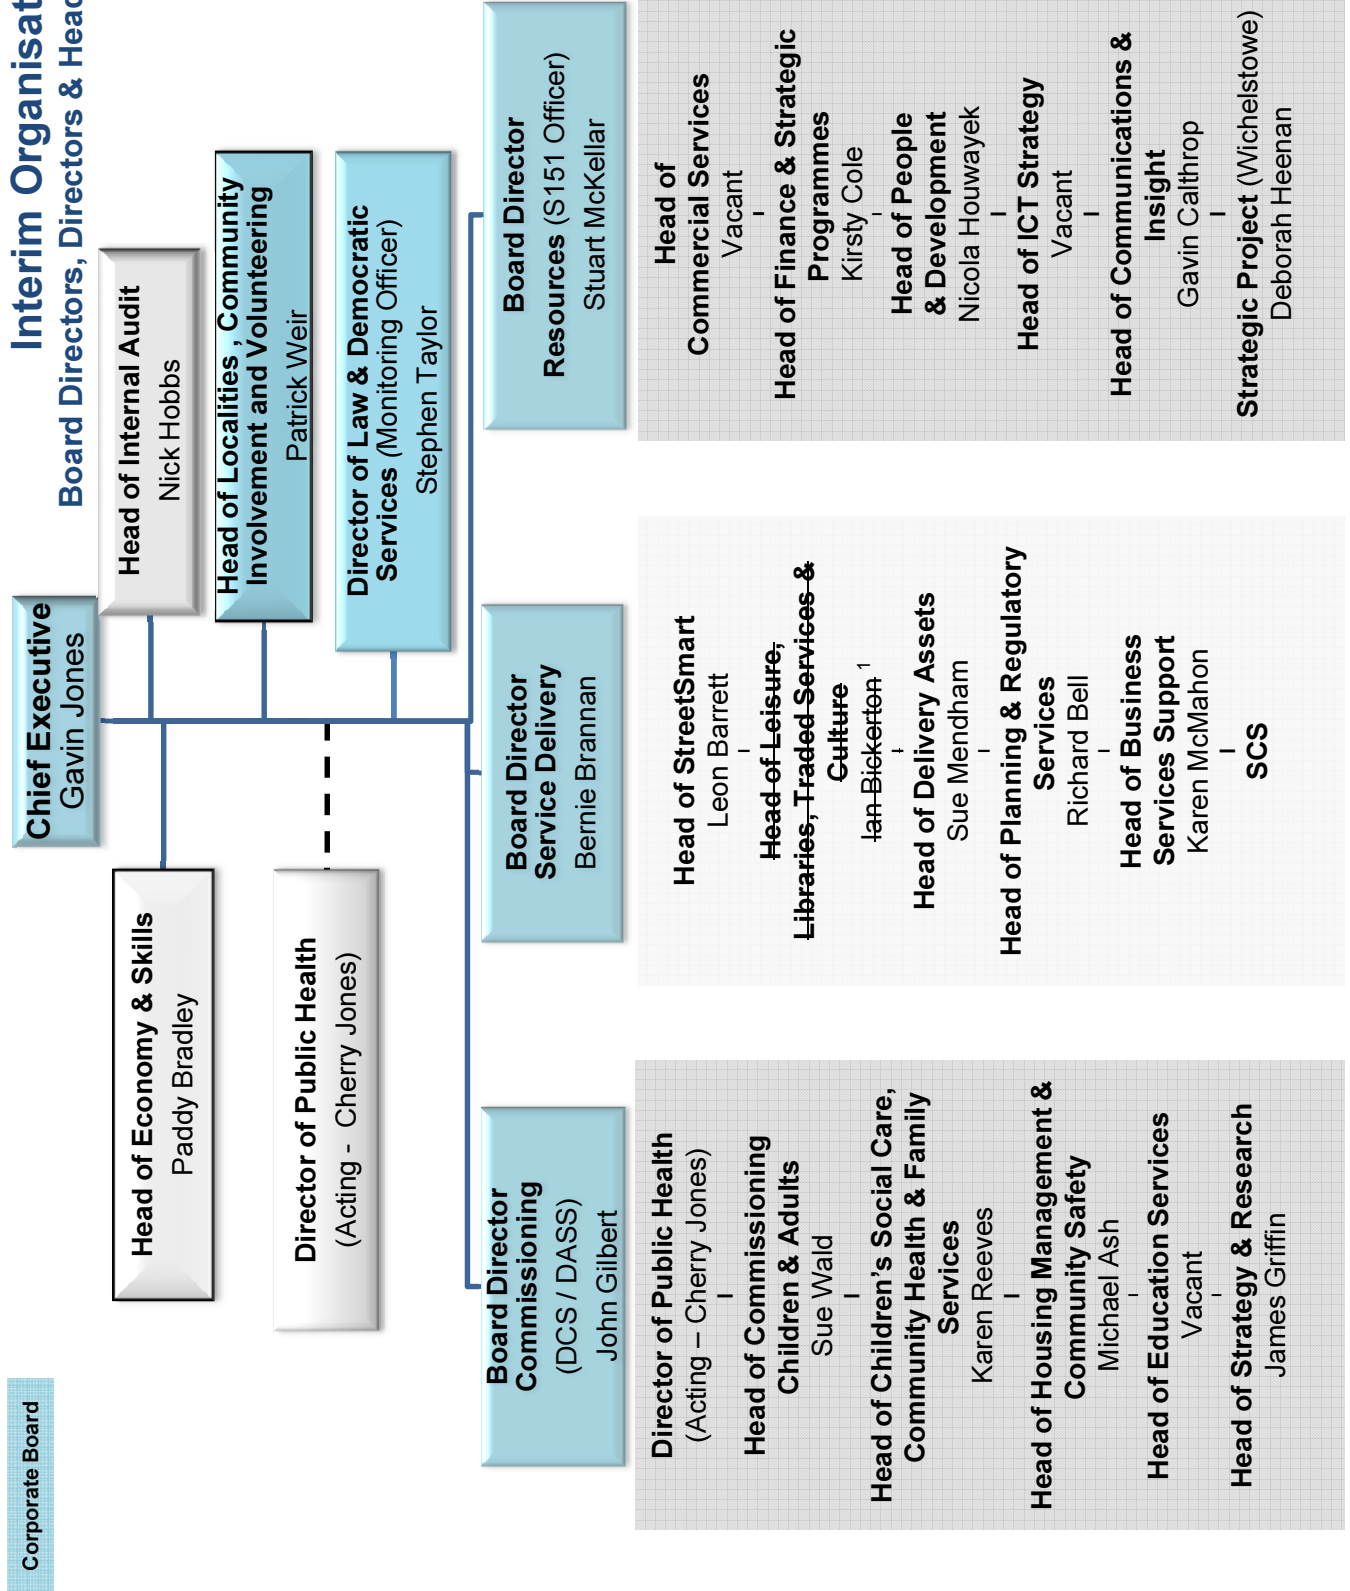 Corporate Board
Interim Organisat
Board Directors, Directors & Head
Chief Executive
Gavin Jones
Head of Economy & Skills
Paddy Bradley
Head of Internal Audit
Nick Hobbs
Director of Public Health
(Acting - Cherry Jones)
Head of Localities , Community
Involvement and Volunteering
Patrick Weir
Director of Law & Democratic
Services (Monitoring Officer)
Stephen Taylor
Board Director
Commissioning
(DCS / DASS)
John Gilbert
Board Director
Service Delivery
Bernie Brannan
Board Director
Resources (S151 Officer)
Stuart McKellar
Director of Public Health
(Acting – Cherry Jones)
Head of Commissioning
Children & Adults
Sue Wald
Head of Children’s Social Care,
Community Health & Family
Services
Karen Reeves
Head of Housing Management &
Community Safety
Michael Ash
Head of Education Services
Vacant
Head of Strategy & Research
James Griffin
Head of StreetSmart
Leon Barrett
Head of Leisure,
Libraries, Traded Services &
Culture
Ian Bickerton 1
Head of Delivery Assets
Sue Mendham
Head of Planning & Regulatory
Services
Richard Bell
Head of Business
Services Support
Karen McMahon
SCS
Head of
Commercial Services
Vacant
Head of Finance & Strategic
Programmes
Kirsty Cole
Head of People
& Development
Nicola Houwayek
Head of ICT Strategy
Vacant
Head of Communications &
Insight
Gavin Calthrop
Strategic Project (Wichelstowe)
Deborah Heenan